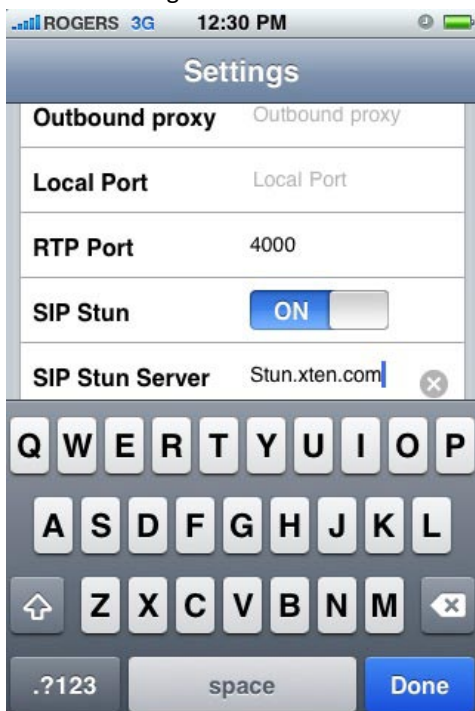 ROGERS 3G 12:30 PM
Settings
Outbound proxy Outbound proxy
Local Port Local Port
RTP Port 4000
SIP Stun ON
SIP Stun Server Stun.xten.com
Q W E R T Y U I O P
A S D F G H J K L
Z X C V B N M
.?123 space Done